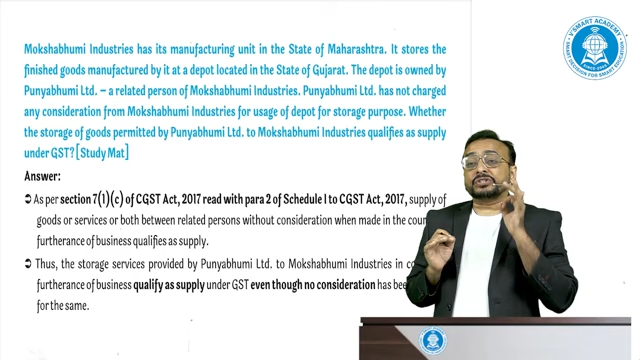 V SMART ACADEMY
SMART DECISION FOR SMART EDUCATION
Mokshabhumi Industries has its manufacturing unit in the State of Maharashtra. It stores the
finished goods manufactured by it at a depot located in the State of Gujarat. The depot is owned by
Punyabhumi Ltd. – a related person of Mokshabhumi Industries. Punyabhumi Ltd. has not charged
any consideration from Mokshabhumi Industries for usage of depot for storage purpose. Whether
the storage of goods permitted by Punyabhumi Ltd. to Mokshabhumi Industries qualifies as supply
under GST? [Study Mat]
Answer:
➲ As per section 7(1)(c) of CGST Act, 2017 read with para 2 of Schedule I to CGST Act, 2017, supply of
goods or services or both between related persons without consideration when made in the
furtherance of business qualifies as supply.
➲ Thus, the storage services provided by Punyabhumi Ltd. to Mokshabhumi Industries in
furtherance of business qualify as supply under GST even though no consideration has
for the same.